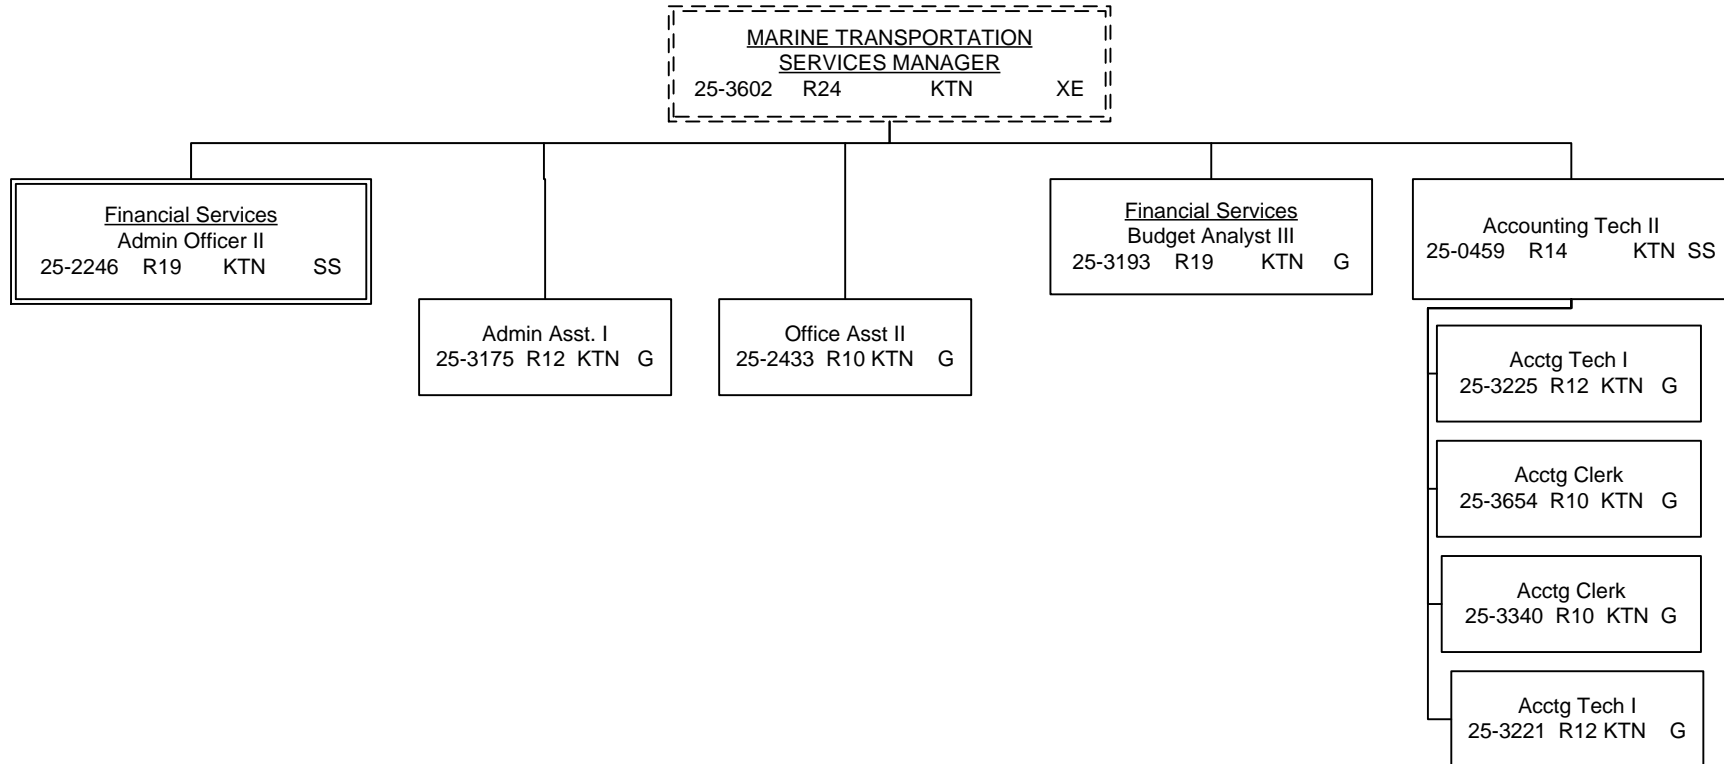 MARINE TRANSPORTATION
SERVICES MANAGER
25-3602 R24 KTN XE
Financial Services
Admin Officer II
25-2246 R19 KTN SS
Admin Asst. I
25-3175 R12 KTN G
Office Asst II
25-2433 R10 KTN G
Financial Services
Budget Analyst III
25-3193 R19 KTN G
Accounting Tech II
25-0459 R14 KTN SS
Acctg Tech I
25-3225 R12 KTN G
Acctg Clerk
25-3654 R10 KTN G
Acctg Clerk
25-3340 R10 KTN G
Acctg Tech I
25-3221 R12 KTN G